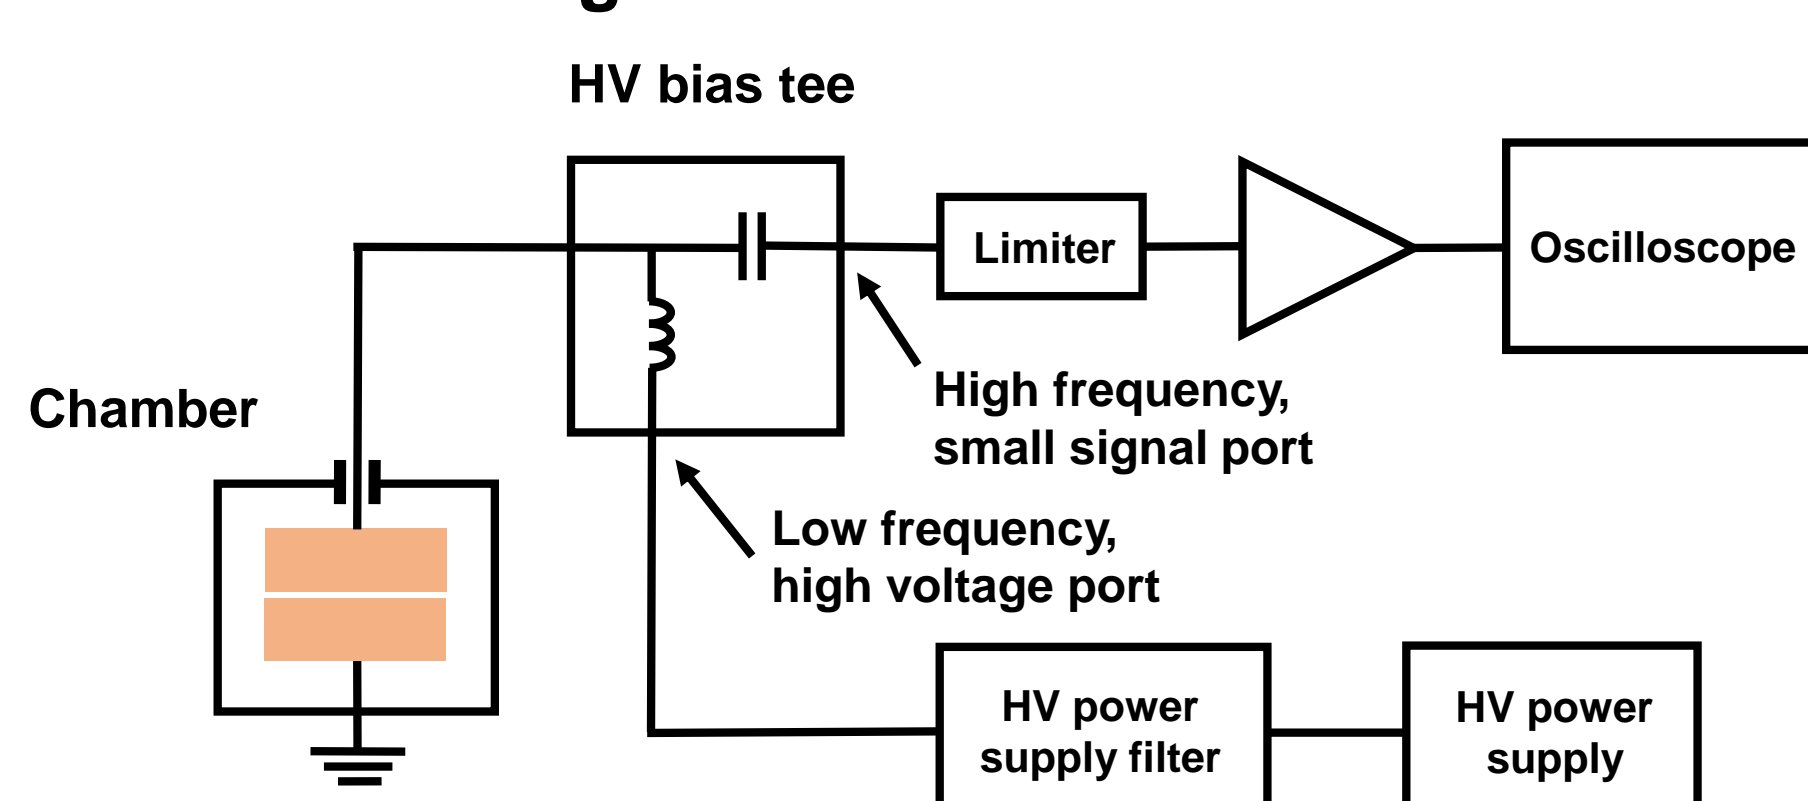 HV bias tee
Limiter
Oscilloscope
High frequency,
small signal port
Chamber
Low frequency,
high voltage port
HV power
supply filter
HV power
supply